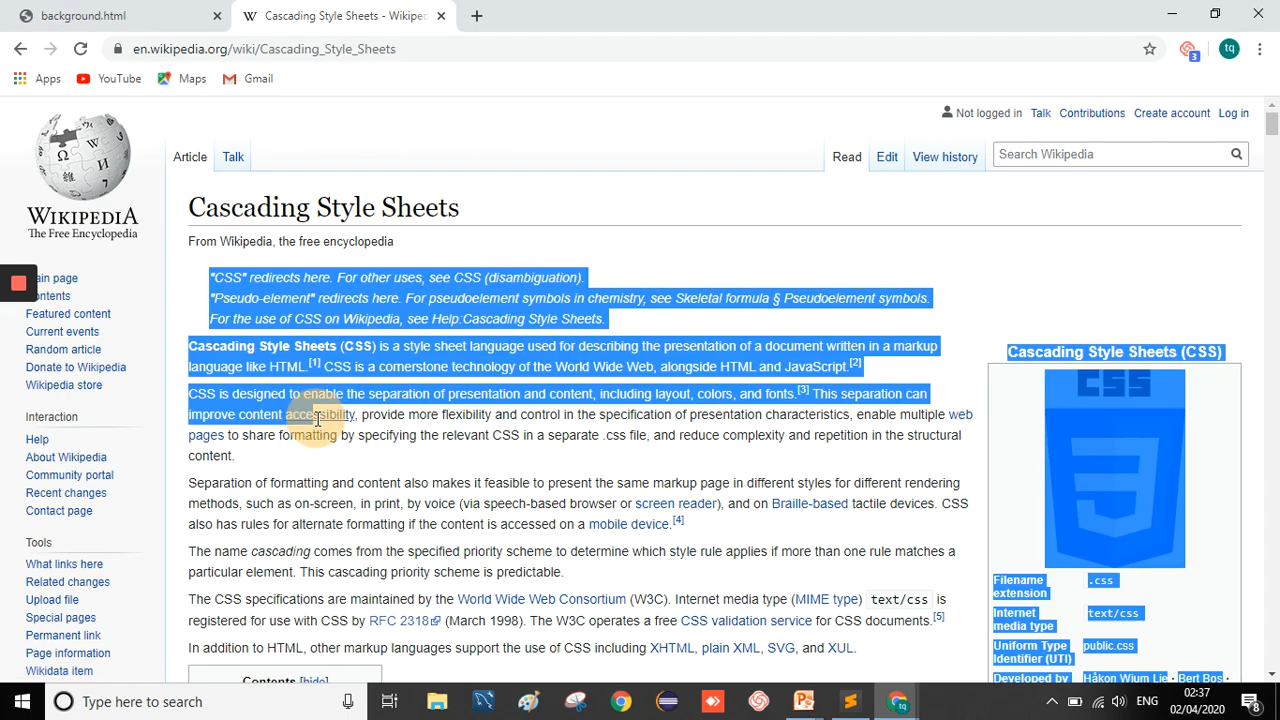 background.html
Cascading Style Sheets - Wikiped
en.wikipedia.org/wiki/Cascading_Style_Sheets
3
tq
Apps
YouTube
Maps
Gmail
Not logged in
Talk
Contributions
Create account
Log in
Article
Talk
Read
Edit
View history
Search Wikipedia
WIKIPEDIA
The Free Encyclopedia
Cascading Style Sheets
From Wikipedia, the free encyclopedia
ain page
ontents
Featured content
Current events
Random article
Donate to Wikipedia
Wikipedia store
Interaction
Help
About Wikipedia
Community portal
Recent changes
Contact page
Tools
What links here
Related changes
Upload file
Special pages
Permanent link
Page information
Wikidata item
"CSS" redirects here. For other uses, see CSS (disambiguation).
"Pseudo-element" redirects here. For pseudoelement symbols in chemistry, see Skeletal formula § Pseudoelement symbols.
For the use of CSS on Wikipedia, see Help:Cascading Style Sheets.
Cascading Style Sheets (CSS) is a style sheet language used for describing the presentation of a document written in a markup
language like HTML.[1] CSS is a cornerstone technology of the World Wide Web, alongside HTML and JavaScript.[2]
CSS is designed to enable the separation of presentation and content, including layout, colors, and fonts.[3] This separation can
improve content accessibility, provide more flexibility and control in the specification of presentation characteristics, enable multiple web
pages to share formatting by specifying the relevant CSS in a separate .css file, and reduce complexity and repetition in the structural
content.
Separation of formatting and content also makes it feasible to present the same markup page in different styles for different rendering
methods, such as on-screen, in print, by voice (via speech-based browser or screen reader), and on Braille-based tactile devices. CSS
also has rules for alternate formatting if the content is accessed on a mobile device.[4]
The name cascading comes from the specified priority scheme to determine which style rule applies if more than one rule matches a
particular element. This cascading priority scheme is predictable.
The CSS specifications are maintained by the World Wide Web Consortium (W3C). Internet media type (MIME type) text/css is
registered for use with CSS by RFC 2318 (March 1998). The W3C operates a free CSS validation service for CSS documents.[5]
In addition to HTML, other markup languages support the use of CSS including XHTML, plain XML, SVG, and XUL.
Contents [hide]
Cascading Style Sheets (CSS)
CSS
3
Filename extension
.css
Internet media type
text/css
Uniform Type Identifier (UTI)
public.css
Developed by
Håkon Wium Lie · Bert Bos ·
Type here to search
ENG
02:37
02/04/2020
8